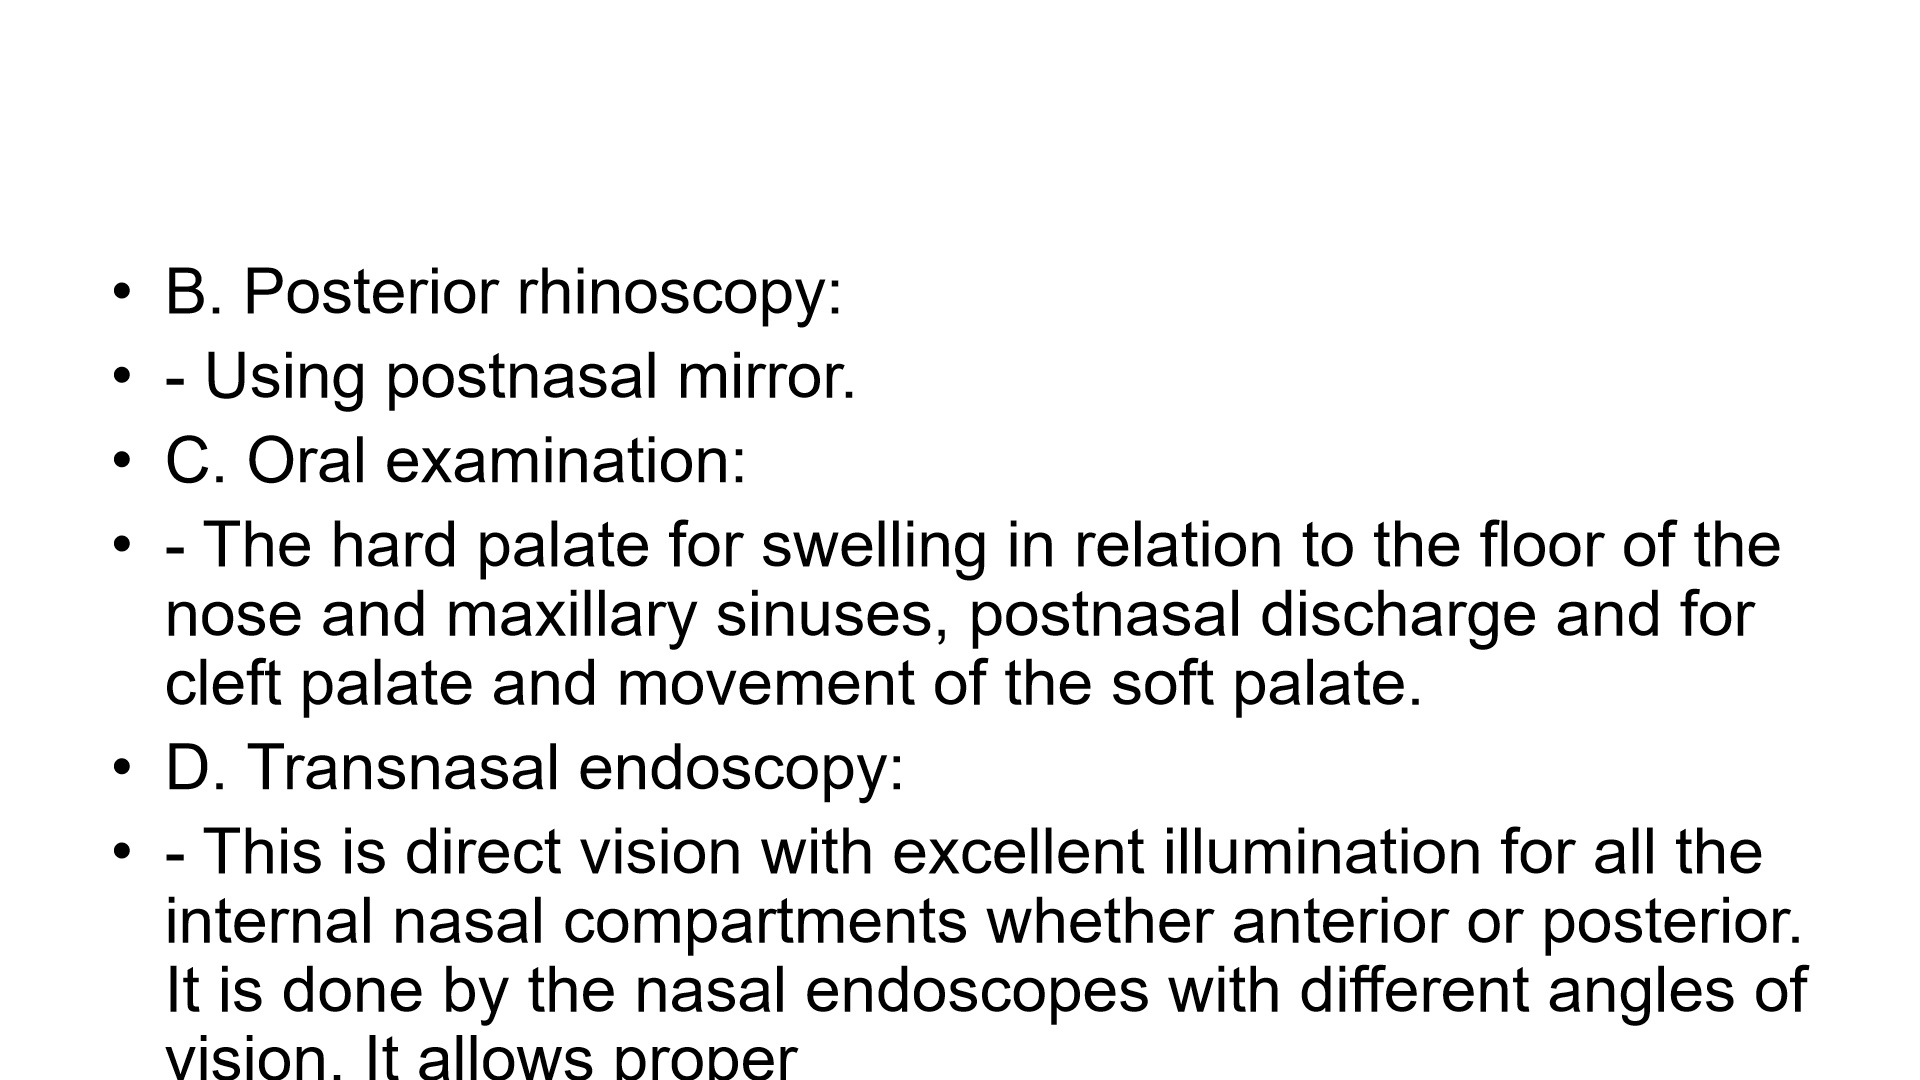 • B. Posterior rhinoscopy:
• - Using postnasal mirror.
• C. Oral examination:
• - The hard palate for swelling in relation to the floor of the
nose and maxillary sinuses, postnasal discharge and for
cleft palate and movement of the soft palate.
• D. Transnasal endoscopy:
• - This is direct vision with excellent illumination for all the
internal nasal compartments whether anterior or posterior.
It is done by the nasal endoscopes with different angles of
vision. It allows proper